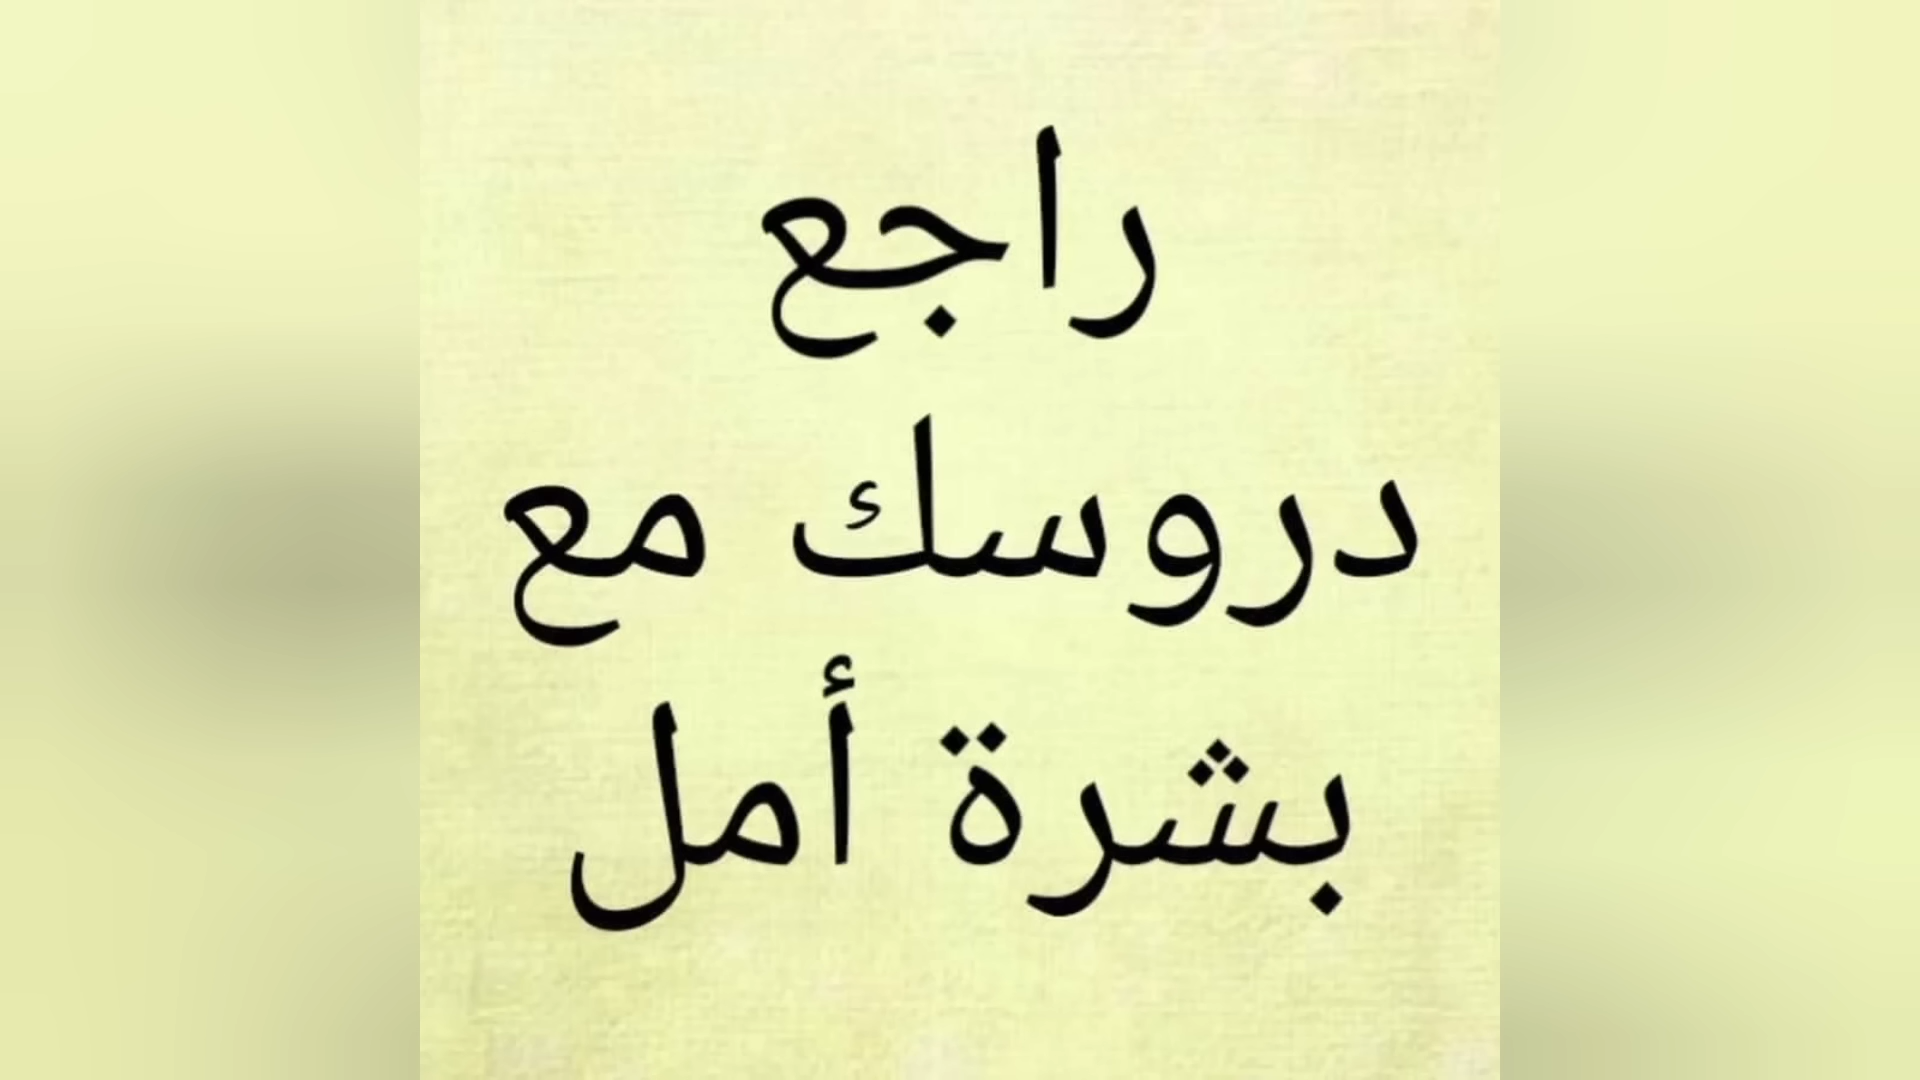 راجع
دروسك مع
بشرة أمل